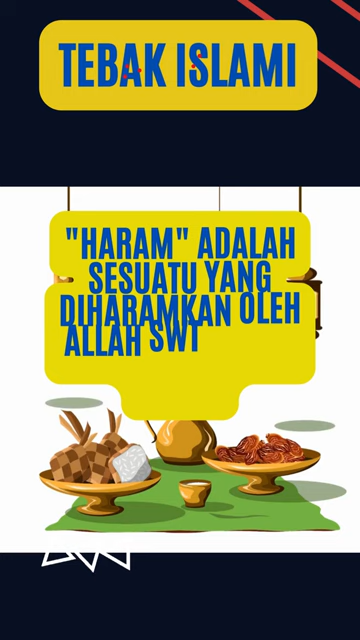 TEBAK ISLAMI
"HARAM" ADALAH
SESUATU YANG
DIHARAMKAN OLEH
ALLAH SWT